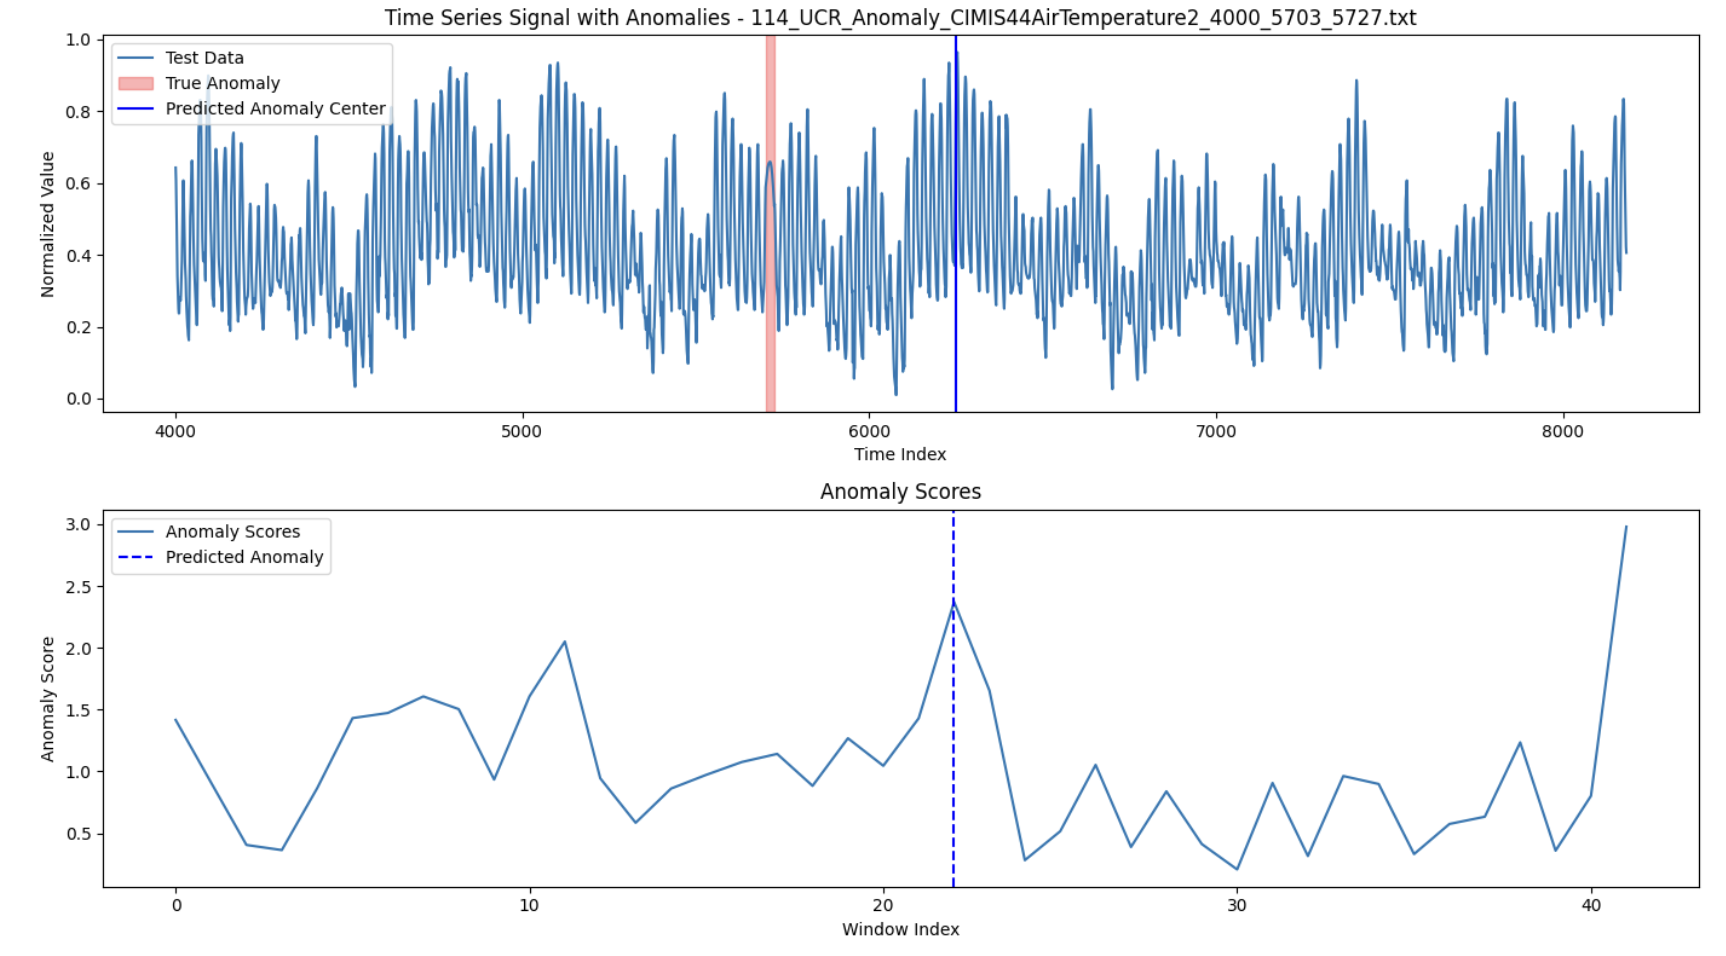 Time Series Signal with Anomalies - 114_UCR_Anomaly_CIMIS44AirTemperature2_4000_5703_5727.txt
Test Data
True Anomaly
Predicted Anomaly Center
Normalized Value
1.0
0.8
0.6
0.4
0.2
0.0
4000 5000 6000 7000 8000
Time Index
Anomaly Scores
Anomaly Scores
Predicted Anomaly
Anomaly Score
3.0
2.5
2.0
1.5
1.0
0.5
0 10 20 30 40
Window Index